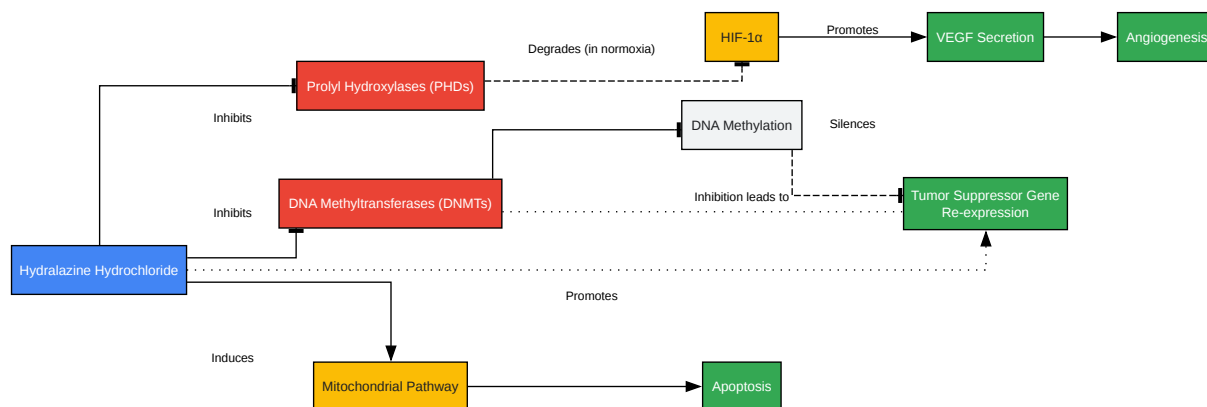 HIF-1α
Promotes
VEGF Secretion
Angiogenesis
Degrades (in normoxia)
Prolyl Hydroxylases (PHDs)
Inhibits
DNA Methylation
Silences
DNA Methyltransferases (DNMTs)
Inhibition leads to
Tumor Suppressor Gene
Re-expression
Inhibits
Hydralazine Hydrochloride
Promotes
Induces
Mitochondrial Pathway
Apoptosis